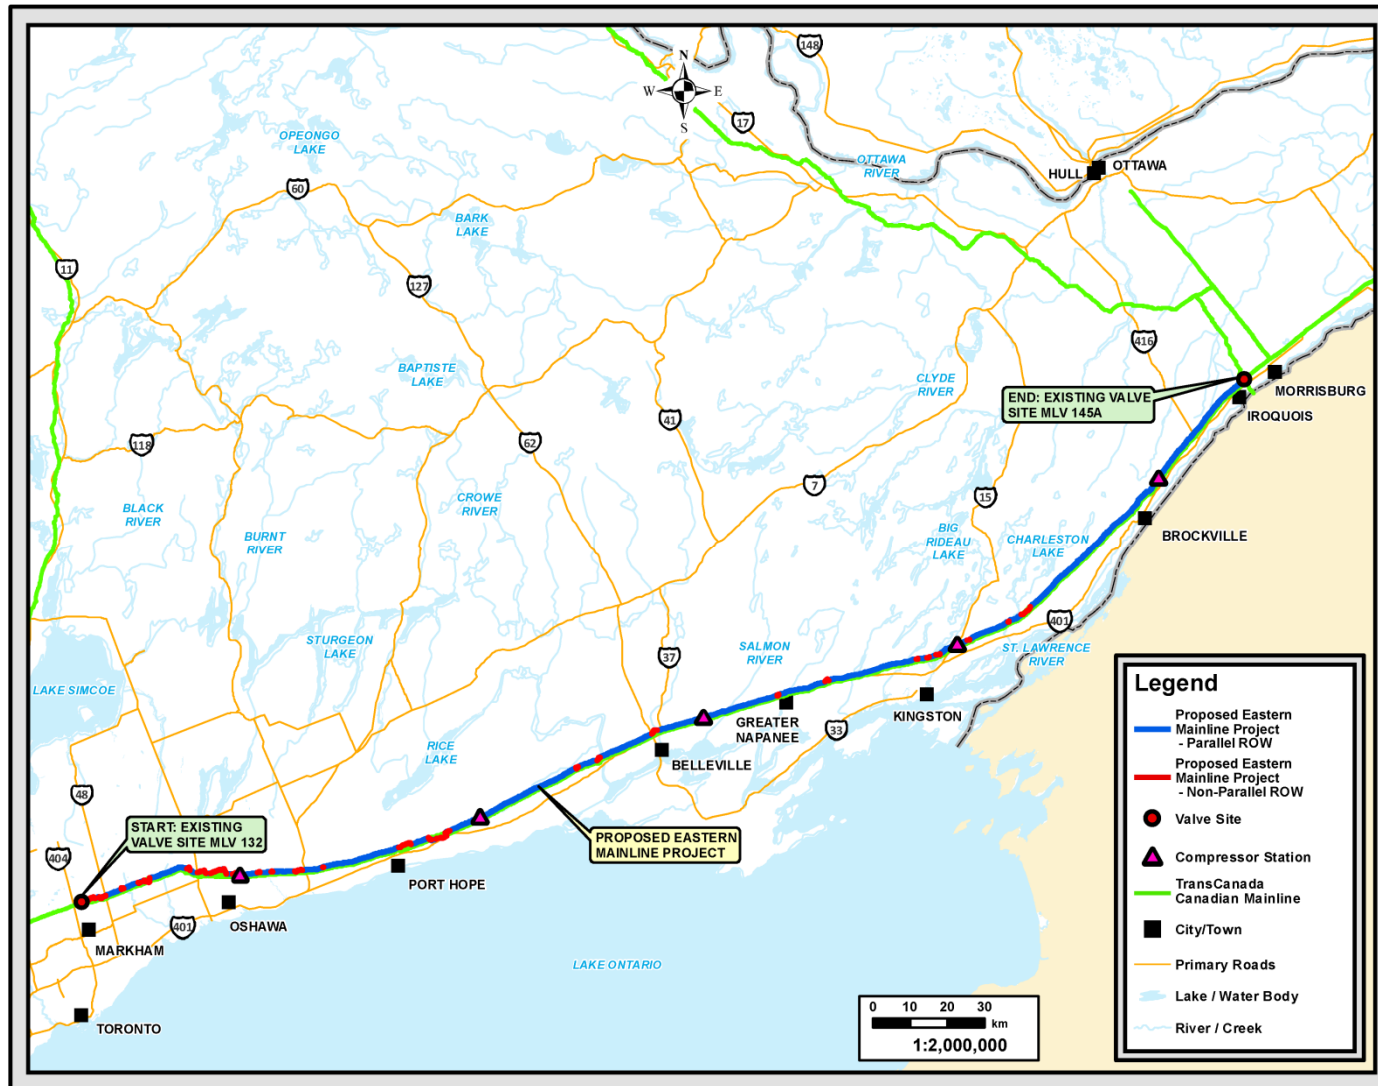 148
N
W
E
S
17
OPEONGO
LAKE
OTTAWA
RIVER
HULL
OTTAWA
60
BARK
LAKE
11
127
416
BAPTISTE
LAKE
CLYDE
RIVER
END: EXISTING VALVE
SITE MLV 145A
MORRISBURG
IROQUOIS
118
62
41
7
15
BLACK
RIVER
BURNT
RIVER
CROWE
RIVER
BIG
RIDEAU
LAKE
CHARLESTON
LAKE
BROCKVILLE
401
STURGEON
LAKE
SALMON
RIVER
ST. LAWRENCE
RIVER
37
LAKE SIMCOE
GREATER
NAPANEE
KINGSTON
33
RICE
LAKE
BELLEVILLE
48
START: EXISTING
VALVE SITE MLV 132
404
PROPOSED EASTERN
MAINLINE PROJECT
PORT HOPE
OSHAWA
401
MARKHAM
LAKE ONTARIO
TORONTO
0 10 20 30
km
1:2,000,000
Legend
Proposed Eastern
Mainline Project
- Parallel ROW
Proposed Eastern
Mainline Project
- Non-Parallel ROW
Valve Site
Compressor Station
TransCanada
Canadian Mainline
City/Town
Primary Roads
Lake / Water Body
River / Creek